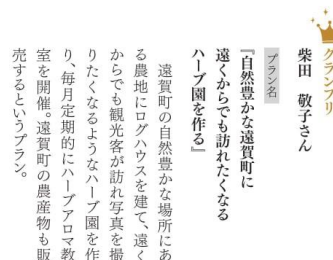 グランプリ
柴田　敬子さん
プラン名
『自然豊かな遠賀町に
遠くからでも訪れたくなる
ハーブ園を作る』
遠賀町の自然豊かな場所にあ
る農地にログハウスを建て、遠く
からでも観光客が訪れ写真を撮
りたくなるようなハーブ園を作
り、毎月定期的にハーブアロマ教
室を開催。遠賀町の農産物も販
売するというプラン。